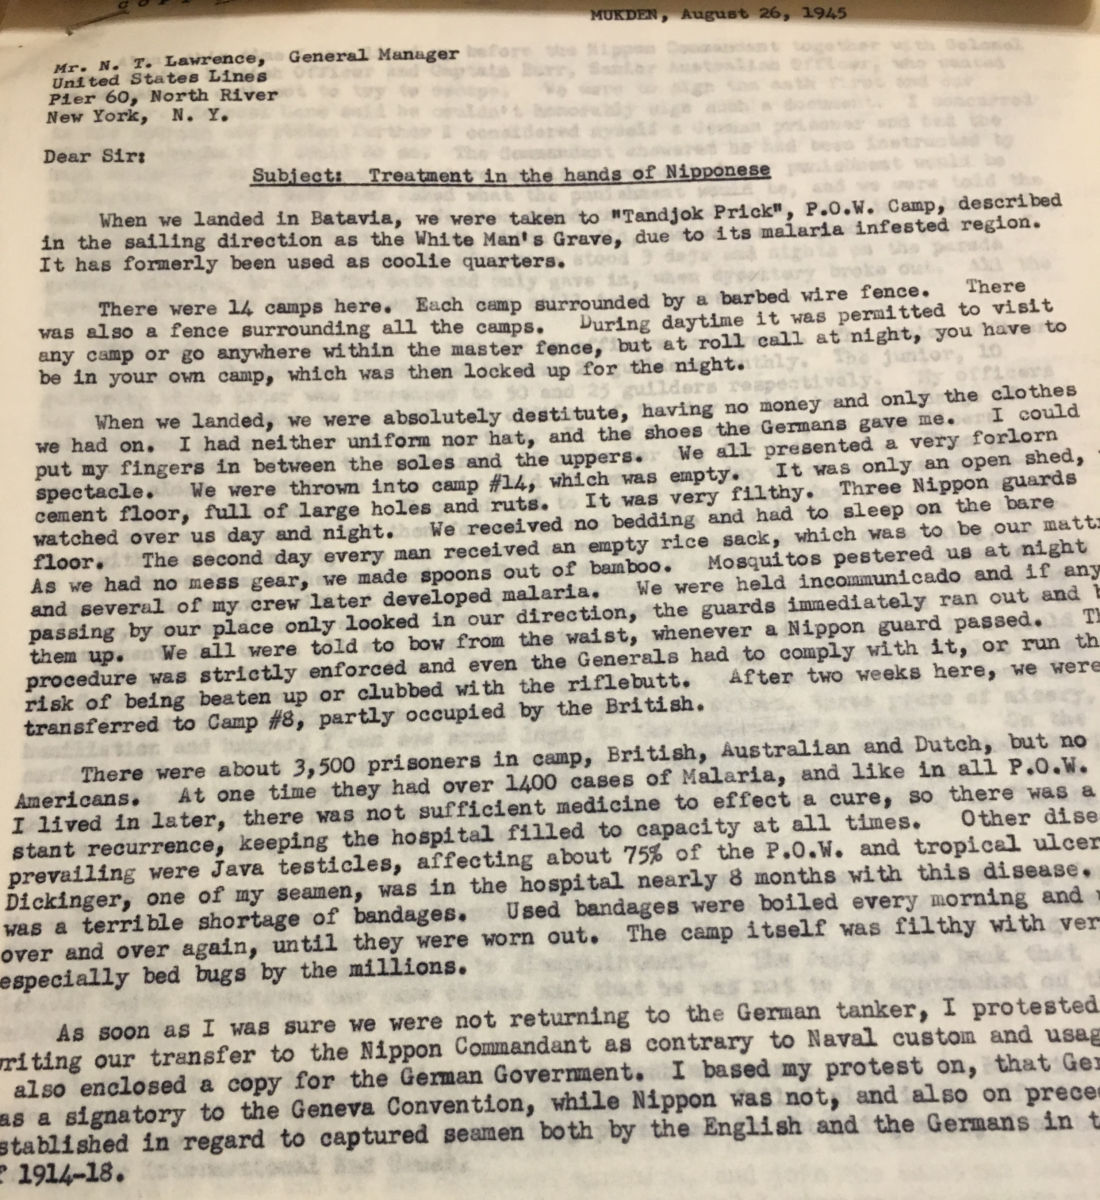 MUKDEN, August 26, 1945
Mr. N. T. Lawrence, General Manager
United States Lines
Pier 60, North River
New York, N. Y.
Dear Sir:
Subject: Treatment in the hands of Nipponese
When we landed in Batavia, we were taken to "Tandjok Prick", P.O.W. Camp, described
in the sailing direction as the White Man's Grave, due to its malaria infested region.
It has formerly been used as coolie quarters.
There were 14 camps here. Each camp surrounded by a barbed wire fence. There
was also a fence surrounding all the camps. During daytime it was permitted to visit
any camp or go anywhere within the master fence, but at roll call at night, you have to
be in your own camp, which was then locked up for the night.
When we landed, we were absolutely destitute, having no money and only the clothes
we had on. I had neither uniform nor hat, and the shoes the Germans gave me. I could
put my fingers in between the soles and the uppers. We all presented a very forlorn
spectacle. We were thrown into camp #14, which was empty. It was only an open shed,
cement floor, full of large holes and ruts. It was very filthy. Three Nippon guards
watched over us day and night. We received no bedding and had to sleep on the bare
floor. The second day every man received an empty rice sack, which was to be our matt
As we had no mess gear, we made spoons out of bamboo. Mosquitos pestered us at night
and several of my crew later developed malaria. We were held incommunicado and if any
passing by our place only looked in our direction, the guards immediately ran out and
them up. We all were told to bow from the waist, whenever a Nippon guard passed. Th
procedure was strictly enforced and even the Generals had to comply with it, or run th
risk of being beaten up or clubbed with the riflebutt. After two weeks here, we were
transferred to Camp #8, partly occupied by the British.
There were about 3,500 prisoners in camp, British, Australian and Dutch, but no
Americans. At one time they had over 1400 cases of Malaria, and like in all P.O.W.
I lived in later, there was not sufficient medicine to effect a cure, so there was a
stant recurrence, keeping the hospital filled to capacity at all times. Other dise
prevailing were Java testicles, affecting about 75% of the P.O.W. and tropical ulcer
Dickinger, one of my seamen, was in the hospital nearly 8 months with this disease.
was a terrible shortage of bandages. Used bandages were boiled every morning and
over and over again, until they were worn out. The camp itself was filthy with ver
especially bed bugs by the millions.
As soon as I was sure we were not returning to the German tanker, I protested
riting our transfer to the Nippon Commandant as contrary to Naval custom and usag
also enclosed a copy for the German Government. I based my protest on, that Ger
as a signatory to the Geneva Convention, while Nippon was not, and also on prece
stablished in regard to captured seamen both by the English and the Germans in t
f 1914-18.